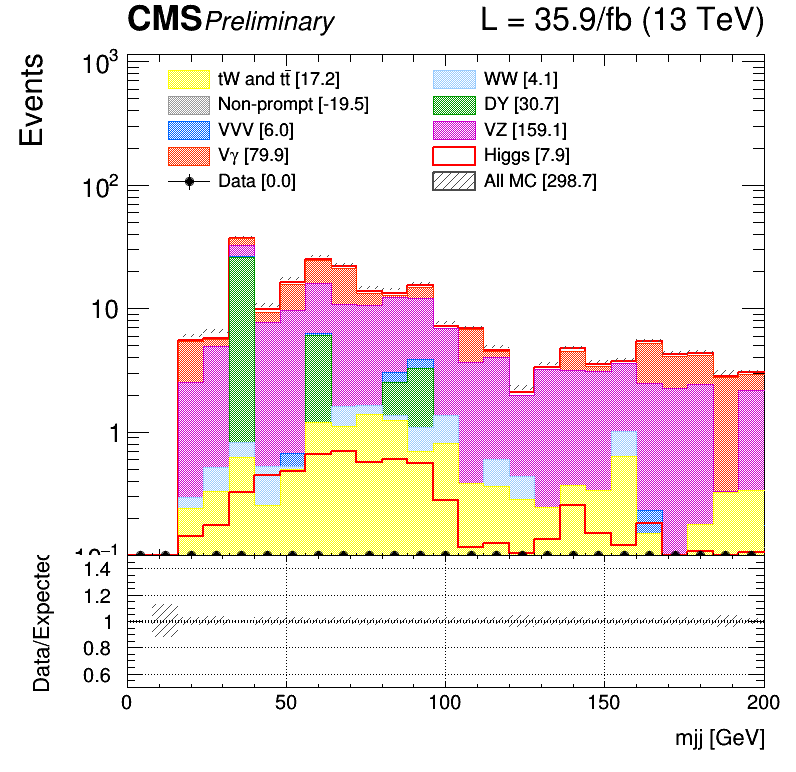 CMS Preliminary L = 35.9/fb (13 TeV)
Events
10³
10²
10
1
10⁻¹
tW and tt̄ [17.2] WW [4.1]
Non-prompt [-19.5] DY [30.7]
VVV [6.0] VZ [159.1]
Vγ [79.9] Higgs [7.9]
Data [0.0] All MC [298.7]
Data/Expected
1.4
1.2
1
0.8
0.6
0 50 100 150 200
mjj [GeV]